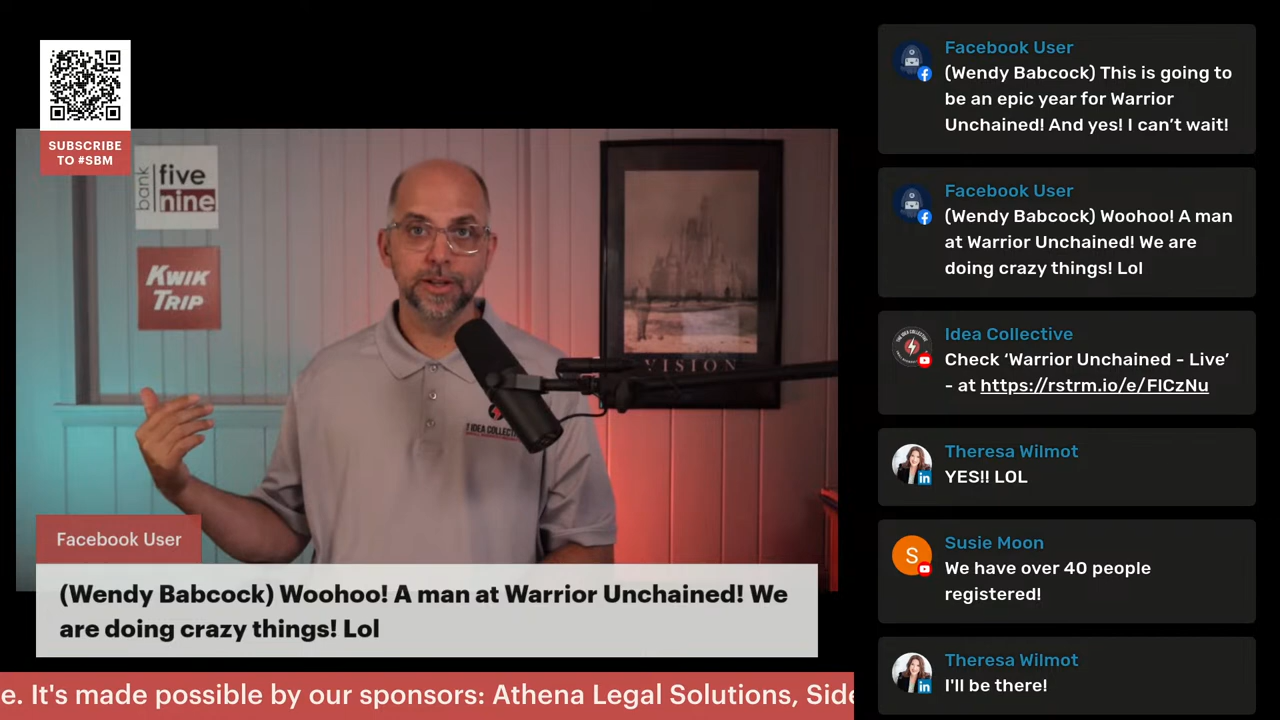 SUBSCRIBE
TO #SBM
bank
five
nine
KWIK
TRIP
VISION
Facebook User
(Wendy Babcock) Woohoo! A man at Warrior Unchained! We
are doing crazy things! Lol
e. It's made possible by our sponsors: Athena Legal Solutions, Side
Facebook User
(Wendy Babcock) This is going to
be an epic year for Warrior
Unchained! And yes! I can’t wait!
Facebook User
(Wendy Babcock) Woohoo! A man
at Warrior Unchained! We are
doing crazy things! Lol
Idea Collective
Check ‘Warrior Unchained - Live’
- at https://rstrm.io/e/FICzNu
Theresa Wilmot
YES!! LOL
S
Susie Moon
We have over 40 people
registered!
Theresa Wilmot
I'll be there!